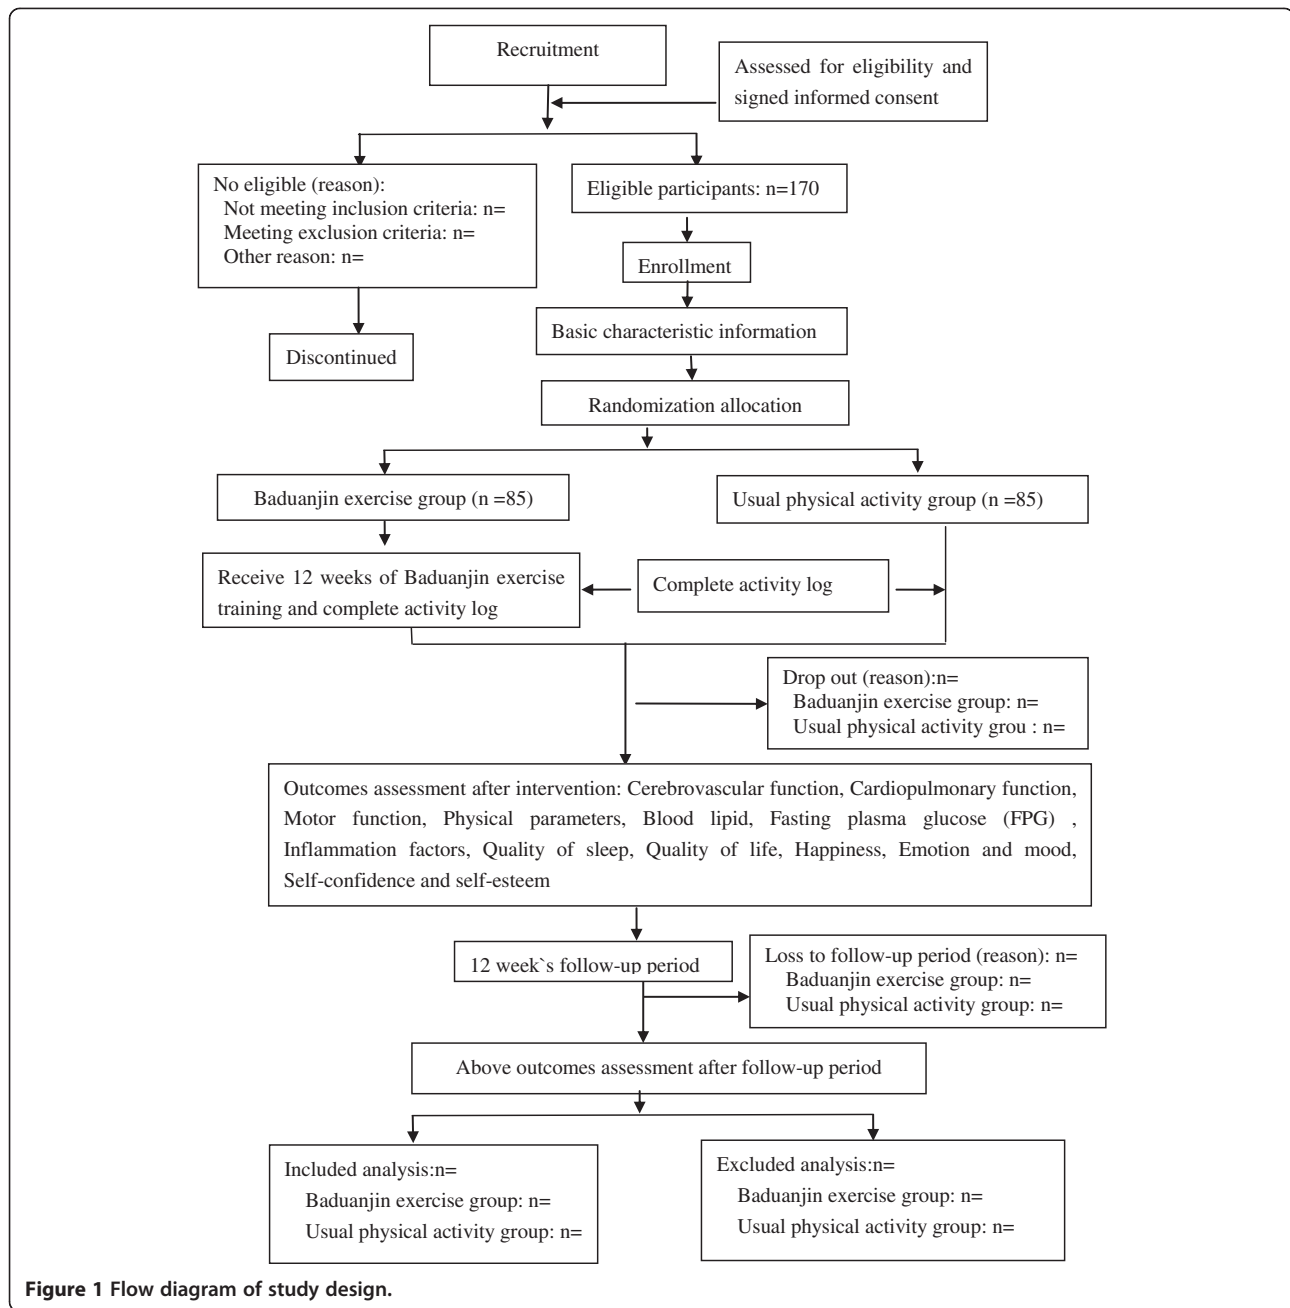 Recruitment
Assessed for eligibility and
signed informed consent
No eligible (reason):
Not meeting inclusion criteria: n=
Meeting exclusion criteria: n=
Other reason: n=
Eligible participants: n=170
Enrollment
Basic characteristic information
Discontinued
Randomization allocation
Baduanjin exercise group (n =85)
Usual physical activity group (n =85)
Receive 12 weeks of Baduanjin exercise
training and complete activity log
Complete activity log
Drop out (reason):n=
Baduanjin exercise group: n=
Usual physical activity grou : n=
Outcomes assessment after intervention: Cerebrovascular function, Cardiopulmonary function,
Motor function, Physical parameters, Blood lipid, Fasting plasma glucose (FPG) ,
Inflammation factors, Quality of sleep, Quality of life, Happiness, Emotion and mood,
Self-confidence and self-esteem
12 week`s follow-up period
Loss to follow-up period (reason): n=
Baduanjin exercise group: n=
Usual physical activity group: n=
Above outcomes assessment after follow-up period
Included analysis:n=
Baduanjin exercise group: n=
Usual physical activity group: n=
Excluded analysis:n=
Baduanjin exercise group: n=
Usual physical activity group: n=
Figure 1 Flow diagram of study design.